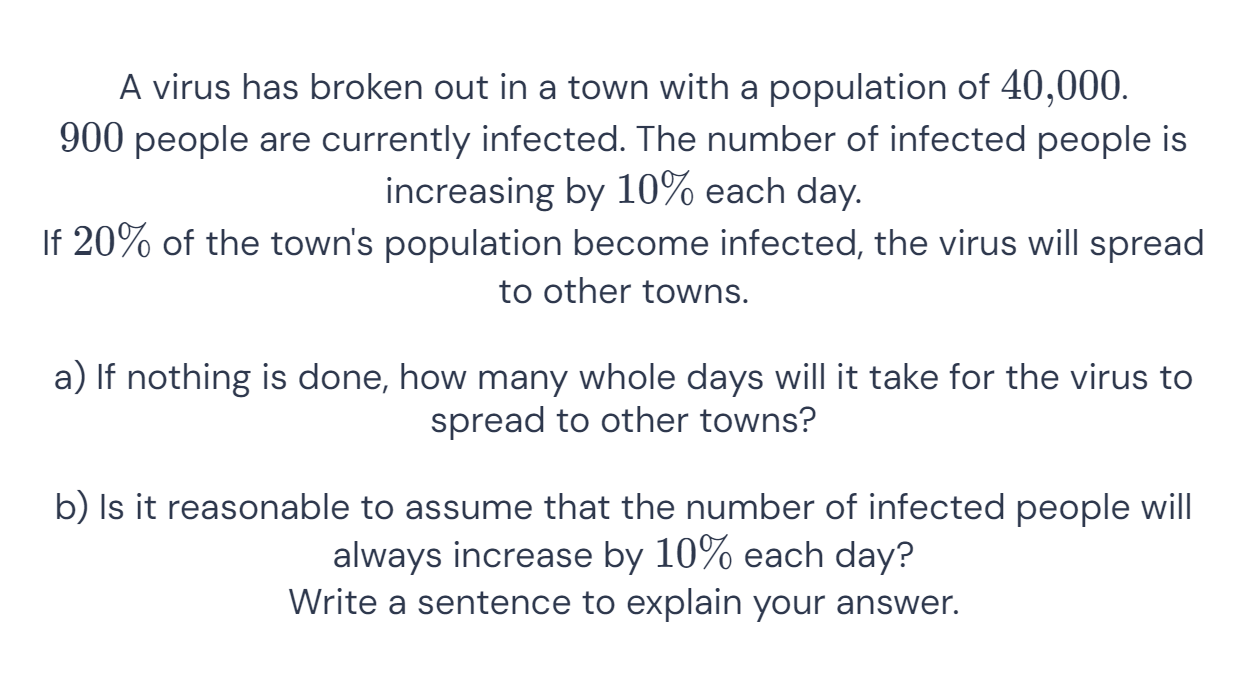 A virus has broken out in a town with a population of 40,000.
900 people are currently infected. The number of infected people is
increasing by 10% each day.
If 20% of the town's population become infected, the virus will spread
to other towns.
a) If nothing is done, how many whole days will it take for the virus to
spread to other towns?
b) Is it reasonable to assume that the number of infected people will
always increase by 10% each day?
Write a sentence to explain your answer.